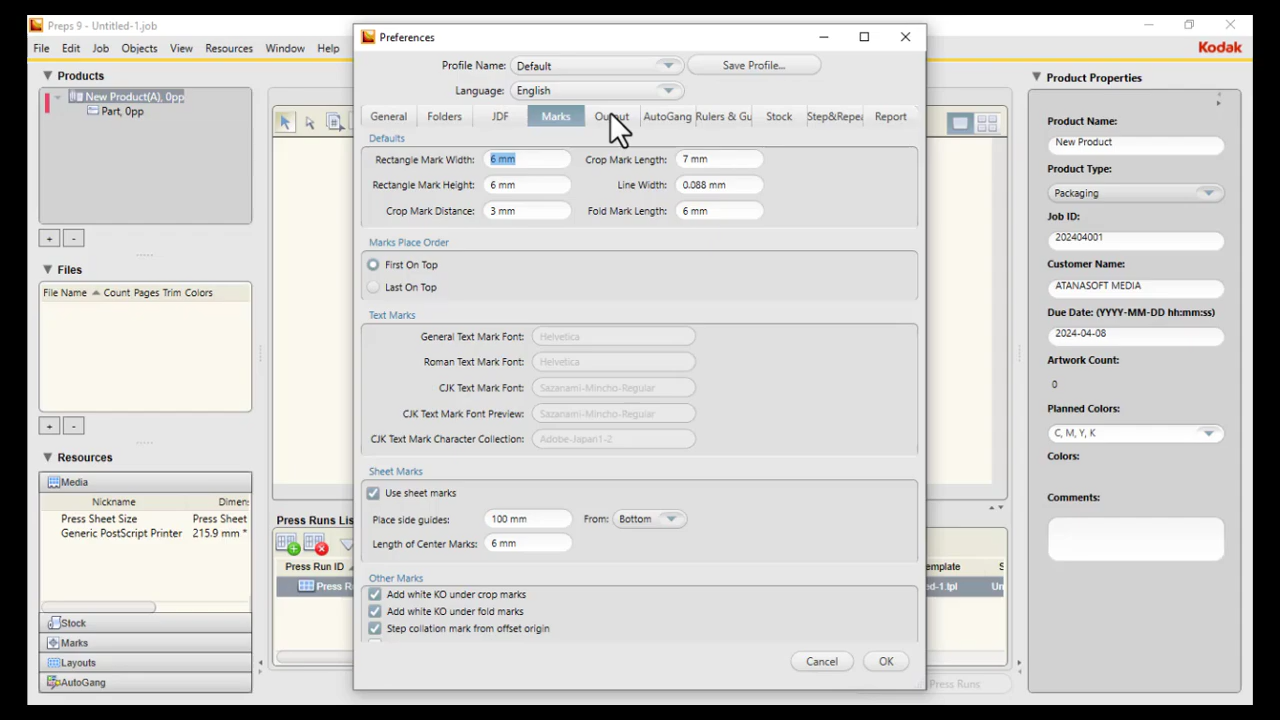 Preps 9 - Untitled-1.job
File Edit Job Objects View Resources Window Help
Kodak
Products
New Product(A), 0pp
Part, 0pp
Files
File Name Count Pages Trim Colors
Resources
Media
Nickname Dimen
Press Sheet Size Press Sheet
Generic PostScript Printer 215.9 mm *
Stock
Marks
Layouts
AutoGang
Press Runs Lis
Press Run ID
Press R
Preferences
Profile Name: Default Save Profile...
Language: English
General Folders JDF Marks Output AutoGang Rulers & Gu Stock Step&Repea Report
Defaults
Rectangle Mark Width: 6 mm Crop Mark Length: 7 mm
Rectangle Mark Height: 6 mm Line Width: 0.088 mm
Crop Mark Distance: 3 mm Fold Mark Length: 6 mm
Marks Place Order
First On Top
Last On Top
Text Marks
General Text Mark Font: Helvetica
Roman Text Mark Font: Helvetica
CJK Text Mark Font: Sazanami-Mincho-Regular
CJK Text Mark Font Preview: Sazanami-Mincho-Regular
CJK Text Mark Character Collection: Adobe-Japan1-2
Sheet Marks
Use sheet marks
Place side guides: 100 mm From: Bottom
Length of Center Marks: 6 mm
Other Marks
Add white KO under crop marks
Add white KO under fold marks
Step collation mark from offset origin
Cancel OK
emplate S
ed-1.tpl Un
Press Runs
Product Properties
Product Name:
New Product
Product Type:
Packaging
Job ID:
202404001
Customer Name:
ATANASOFT MEDIA
Due Date: (YYYY-MM-DD hh:mm:ss)
2024-04-08
Artwork Count:
0
Planned Colors:
C, M, Y, K
Colors:
Comments: